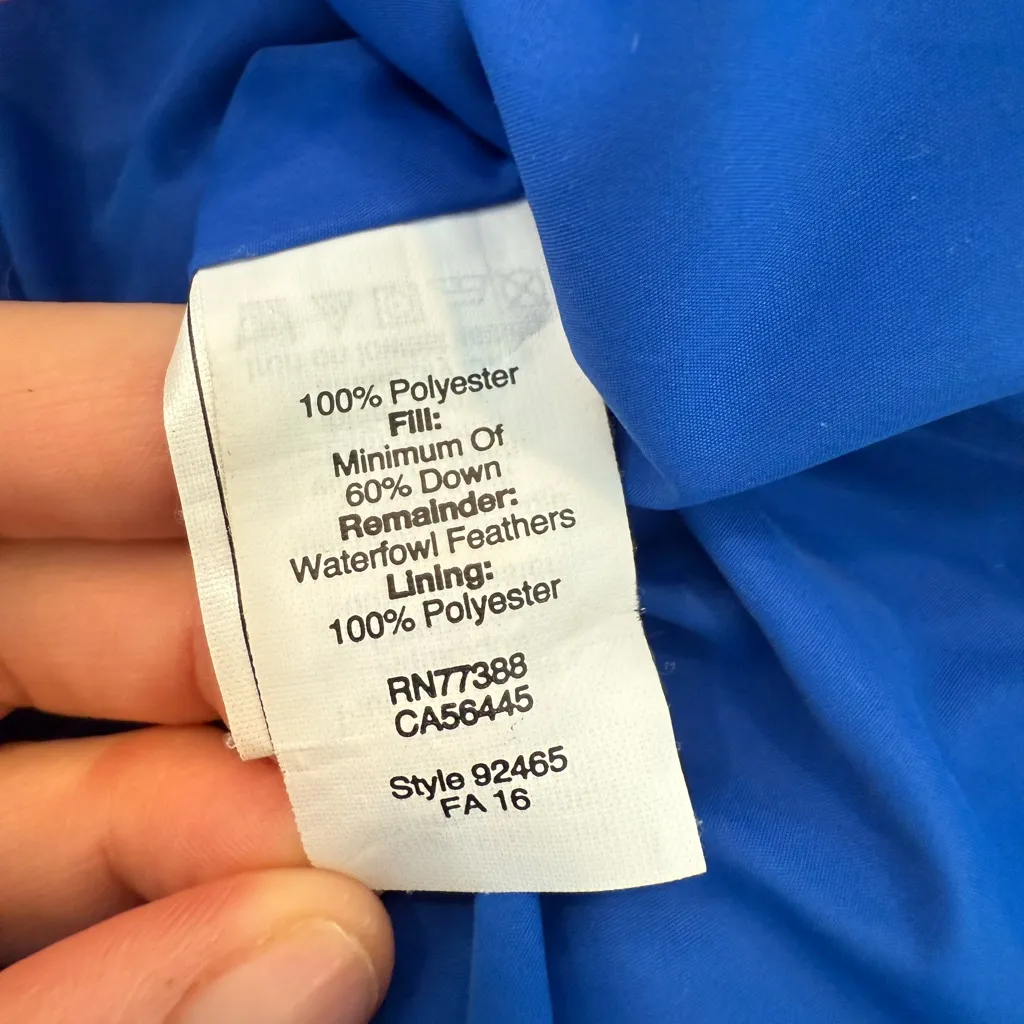 100% Polyester
Fill:
Minimum Of
60% Down
Remainder:
Waterfowl Feathers
Lining:
100% Polyester
RN77388
CA56445
Style 92465
FA 16